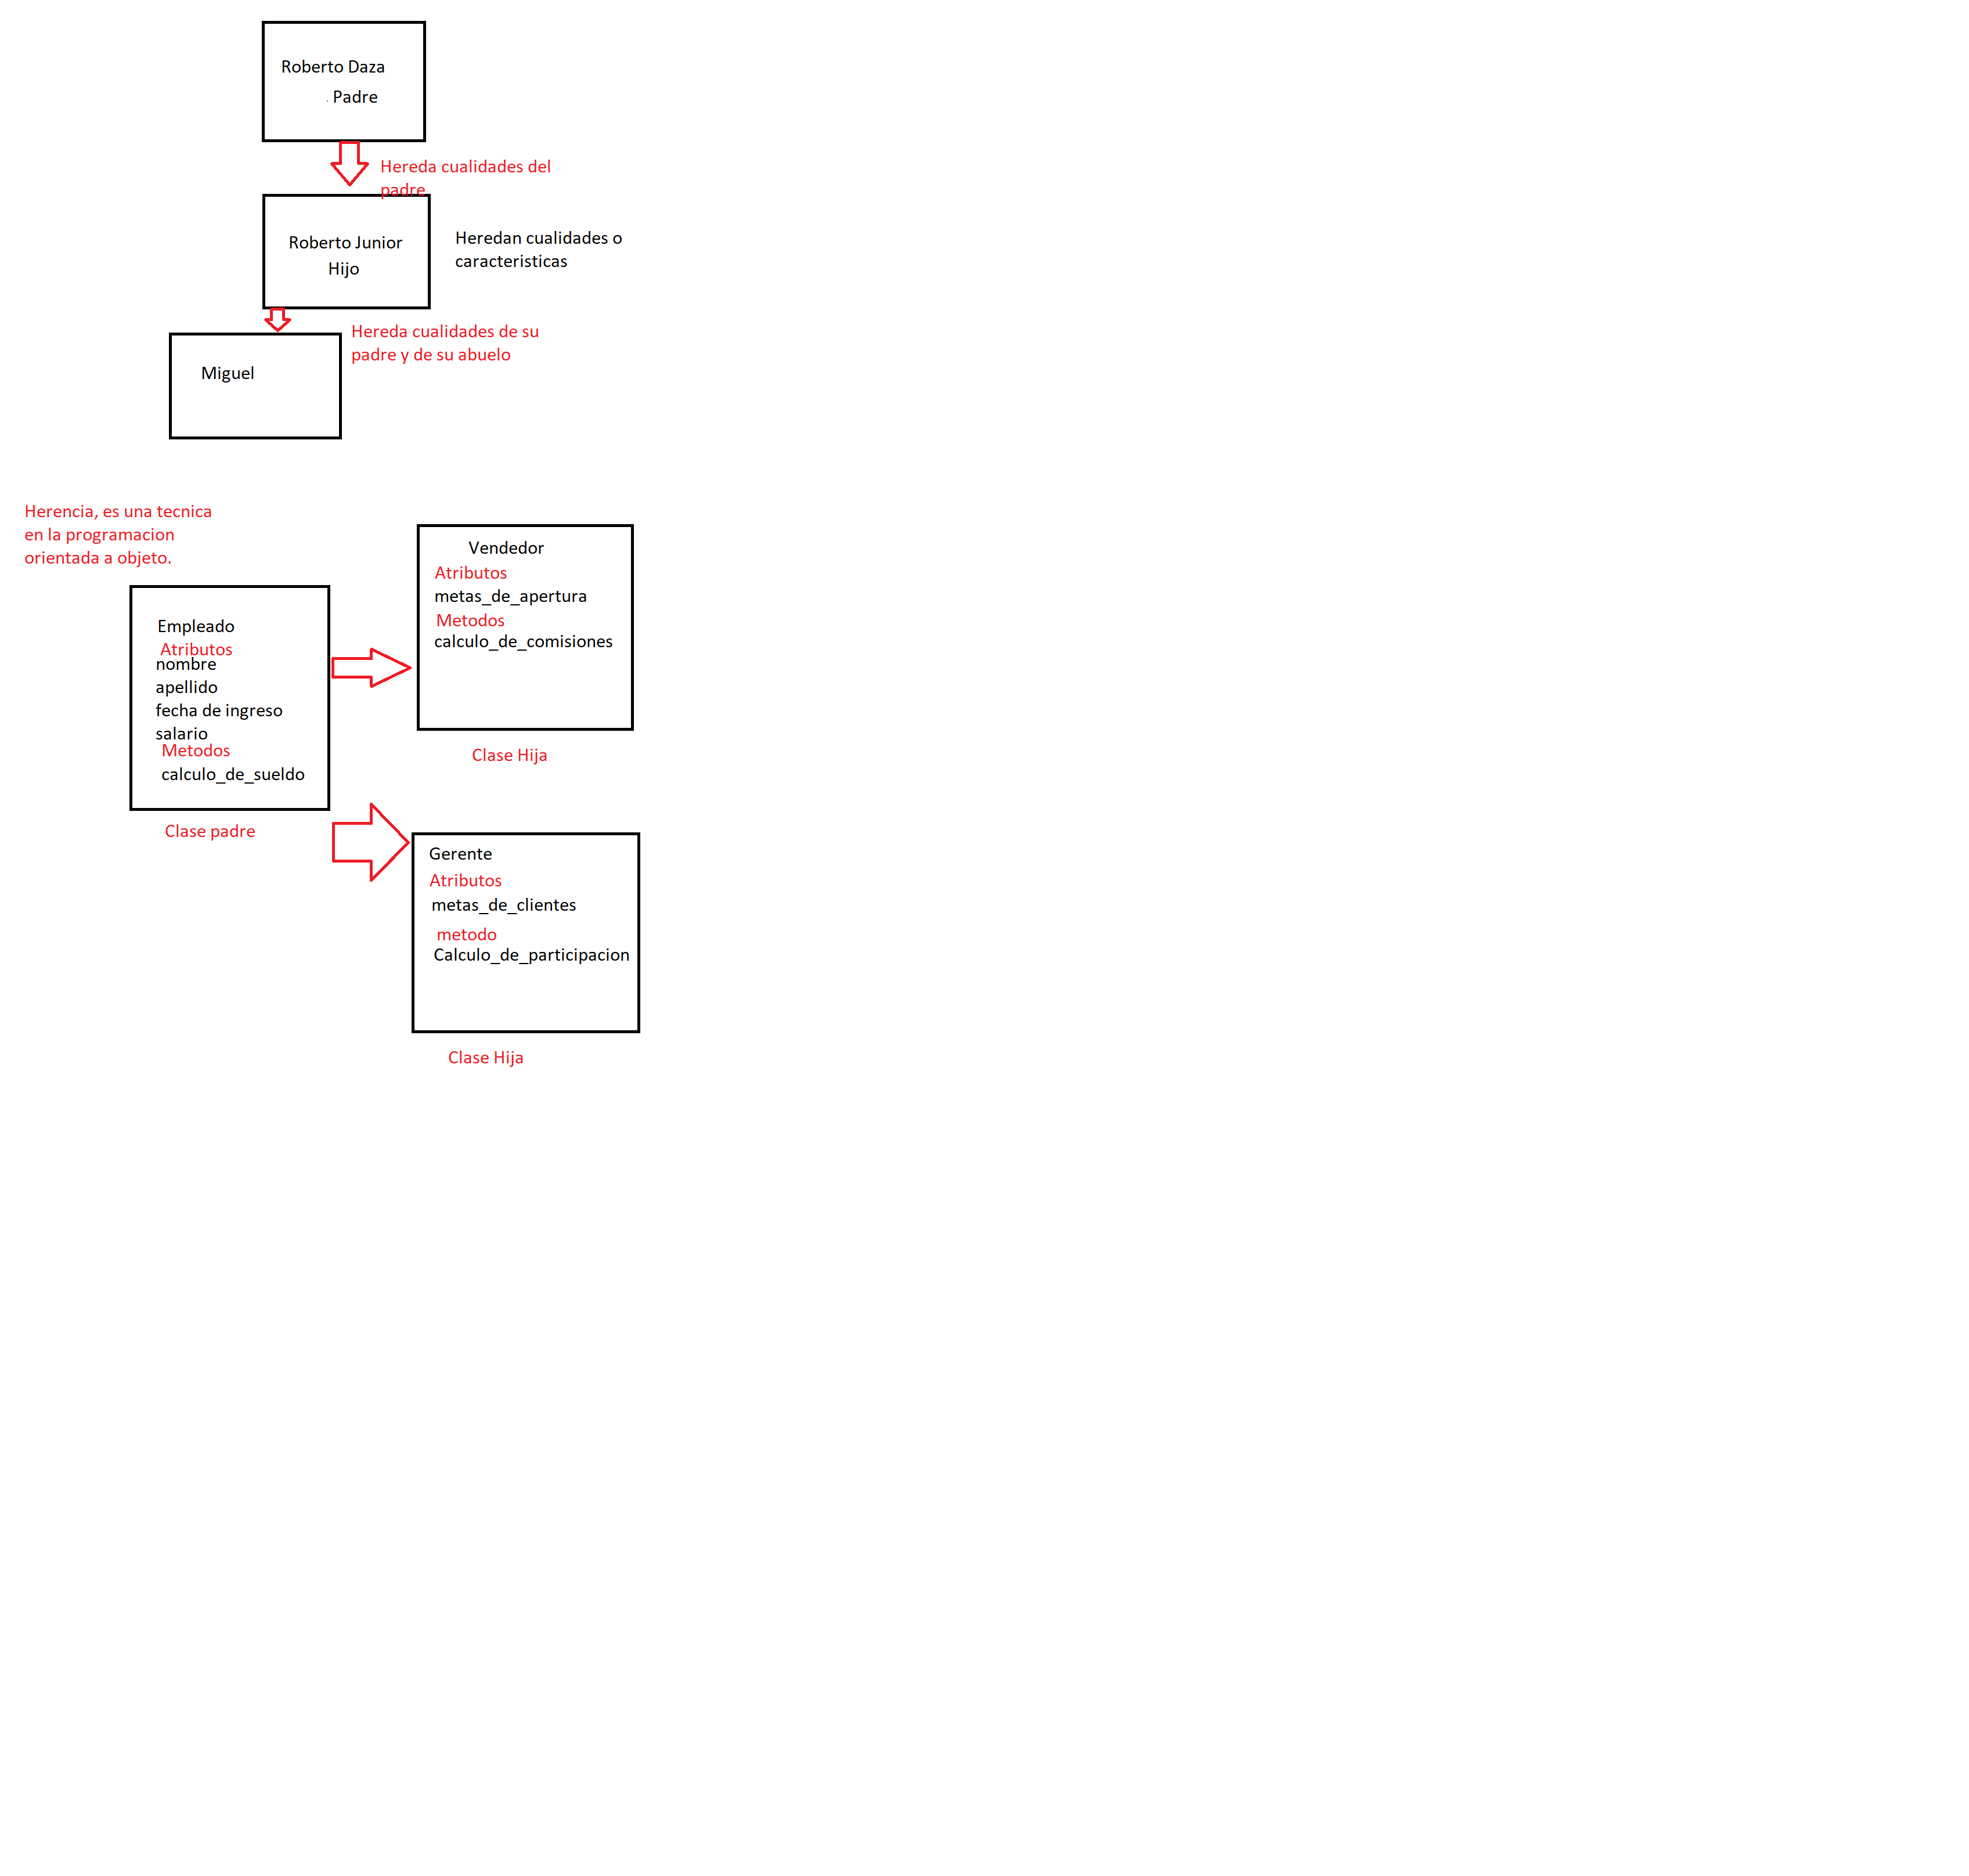 Roberto Daza
. Padre
Hereda cualidades del
padre
Roberto Junior
Hijo
Heredan cualidades o
caracteristicas
Hereda cualidades de su
padre y de su abuelo
Miguel
Herencia, es una tecnica
en la programacion
orientada a objeto.
Empleado
Atributos
nombre
apellido
fecha de ingreso
salario
Metodos
calculo_de_sueldo
Clase padre
Vendedor
Atributos
metas_de_apertura
Metodos
calculo_de_comisiones
Clase Hija
Gerente
Atributos
metas_de_clientes
metodo
Calculo_de_participacion
Clase Hija